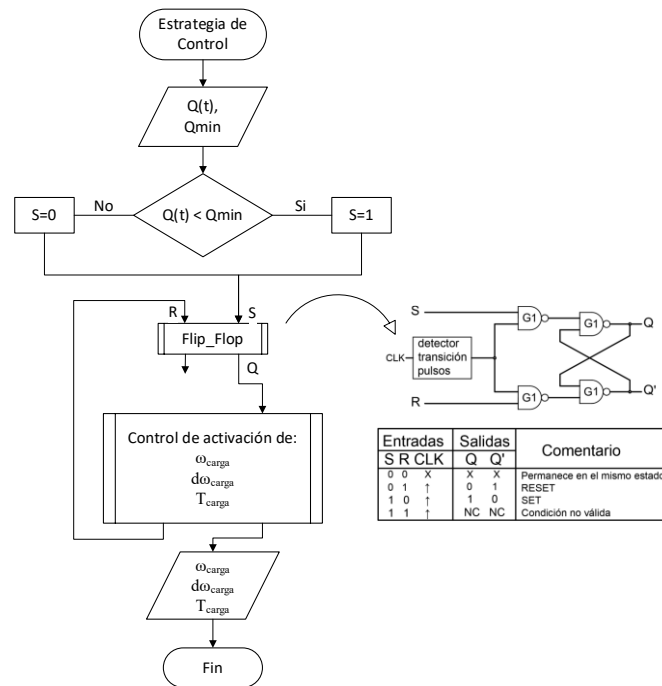 Estrategia de
Control
Q(t),
Qmin
Q(t) < Qmin
No
Si
S=0
S=1
R
S
Flip_Flop
Q
Control de activación de:
ωcarga
dωcarga
Tcarga
ωcarga
dωcarga
Tcarga
Fin
S
CLK
detector
transición
pulsos
R
G1
G1
G1
G1
Q
Q'
Entradas Salidas Comentario
S R CLK Q Q'
0 0 X X X Permanece en el mismo estado
0 1 ↑ 0 1 RESET
1 0 ↑ 1 0 SET
1 1 ↑ NC NC Condición no válida